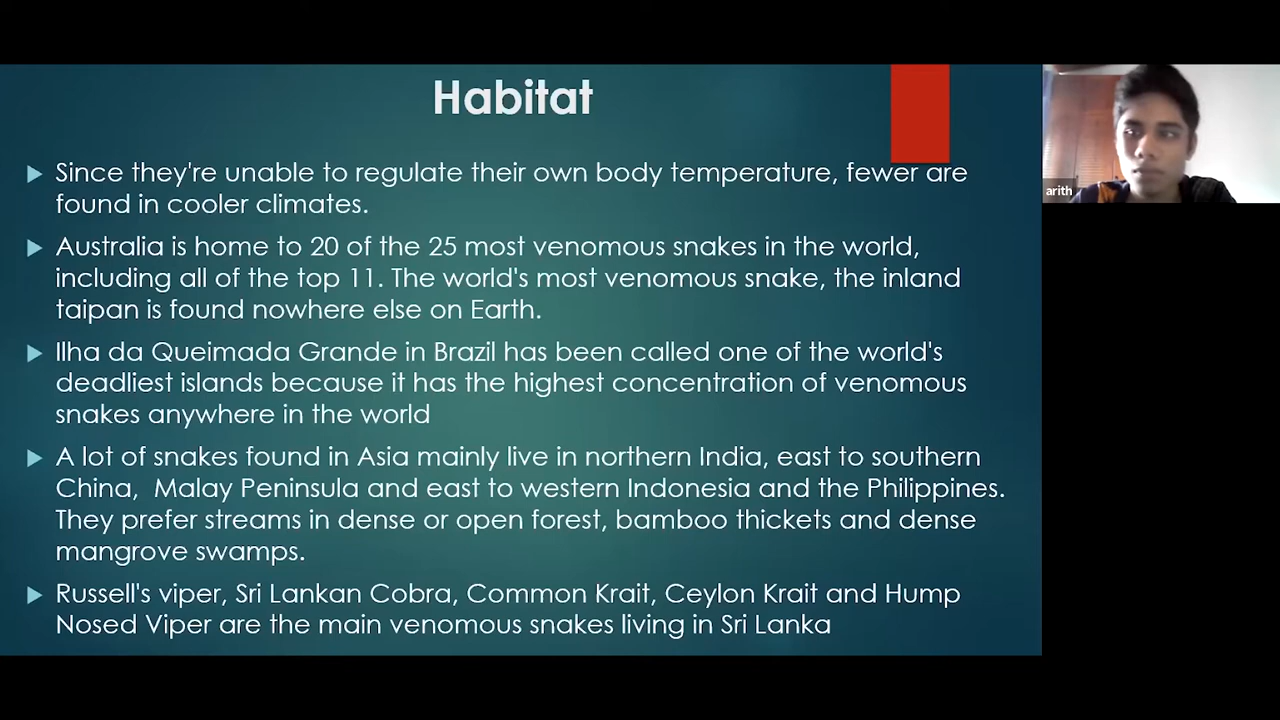 Habitat
Since they're unable to regulate their own body temperature, fewer are
found in cooler climates.
Australia is home to 20 of the 25 most venomous snakes in the world,
including all of the top 11. The world's most venomous snake, the inland
taipan is found nowhere else on Earth.
Ilha da Queimada Grande in Brazil has been called one of the world's
deadliest islands because it has the highest concentration of venomous
snakes anywhere in the world
A lot of snakes found in Asia mainly live in northern India, east to southern
China,  Malay Peninsula and east to western Indonesia and the Philippines.
They prefer streams in dense or open forest, bamboo thickets and dense
mangrove swamps.
Russell's viper, Sri Lankan Cobra, Common Krait, Ceylon Krait and Hump
Nosed Viper are the main venomous snakes living in Sri Lanka
arith